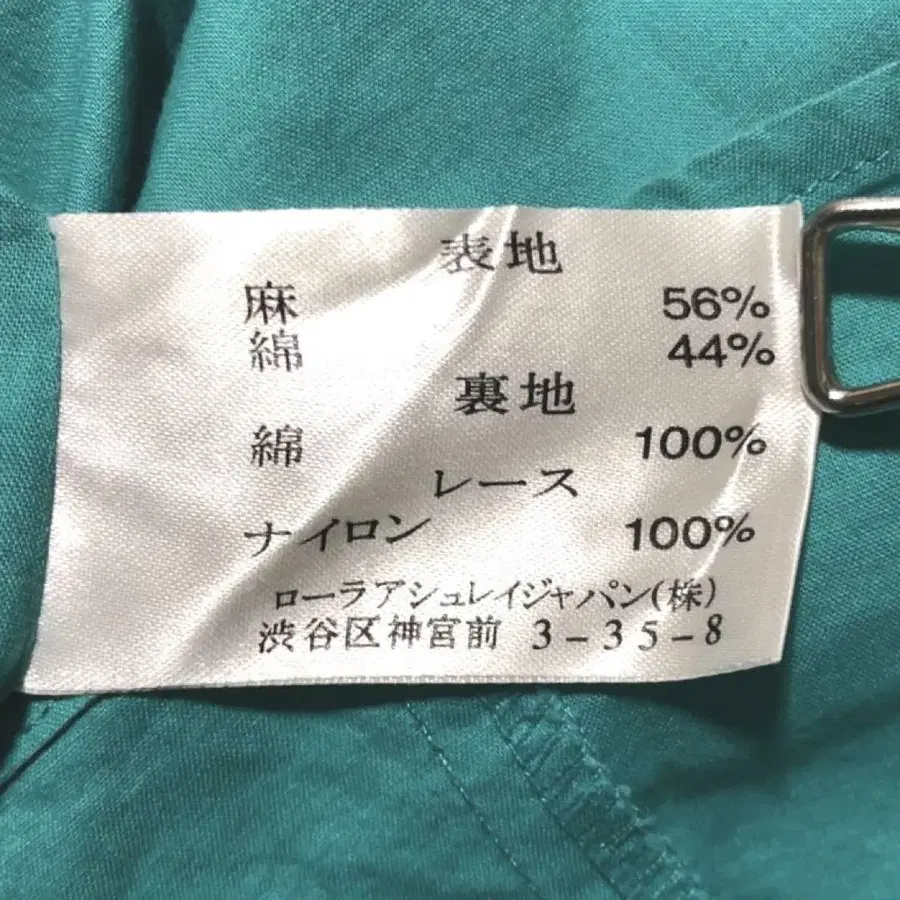 表地
麻 56%
綿 44%
裏地
綿 100%
レース
ナイロン 100%
ローラアシュレイジャパン(株)
渋谷区神宮前 3-35-8